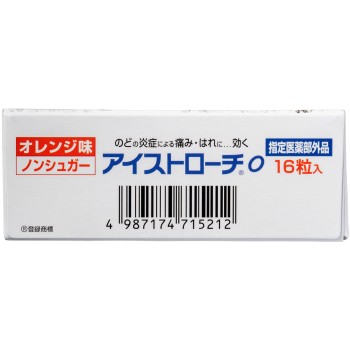 オレンジ味
ノンシュガー
のどの炎症による痛み・はれに…効く
アイストローチ®O
指定医薬部外品
16粒入
4 987174 715212
®登録商標